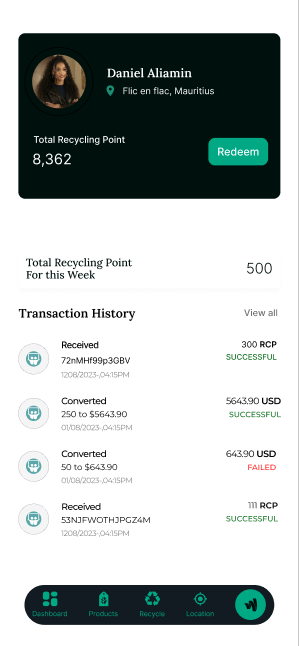 Daniel Aliamin
Flic en flac, Mauritius
Total Recycling Point
8,362
Redeem
Total Recycling Point
For this Week
500
Transaction History
View all
Received
300 RCP
72nMHf99p3GBV
SUCCESSFUL
1208/2023-,04:15PM
Converted
5643.90 USD
250 to $5643.90
SUCCESSFUL
01/08/2023-,04:15PM
Converted
643.90 USD
50 to $643.90
FAILED
01/08/2023-,04:15PM
Received
111 RCP
53NJFWOTHJPGZ4M
SUCCESSFUL
1208/2023-,04:15PM
Dashboard
Products
Recycle
Location